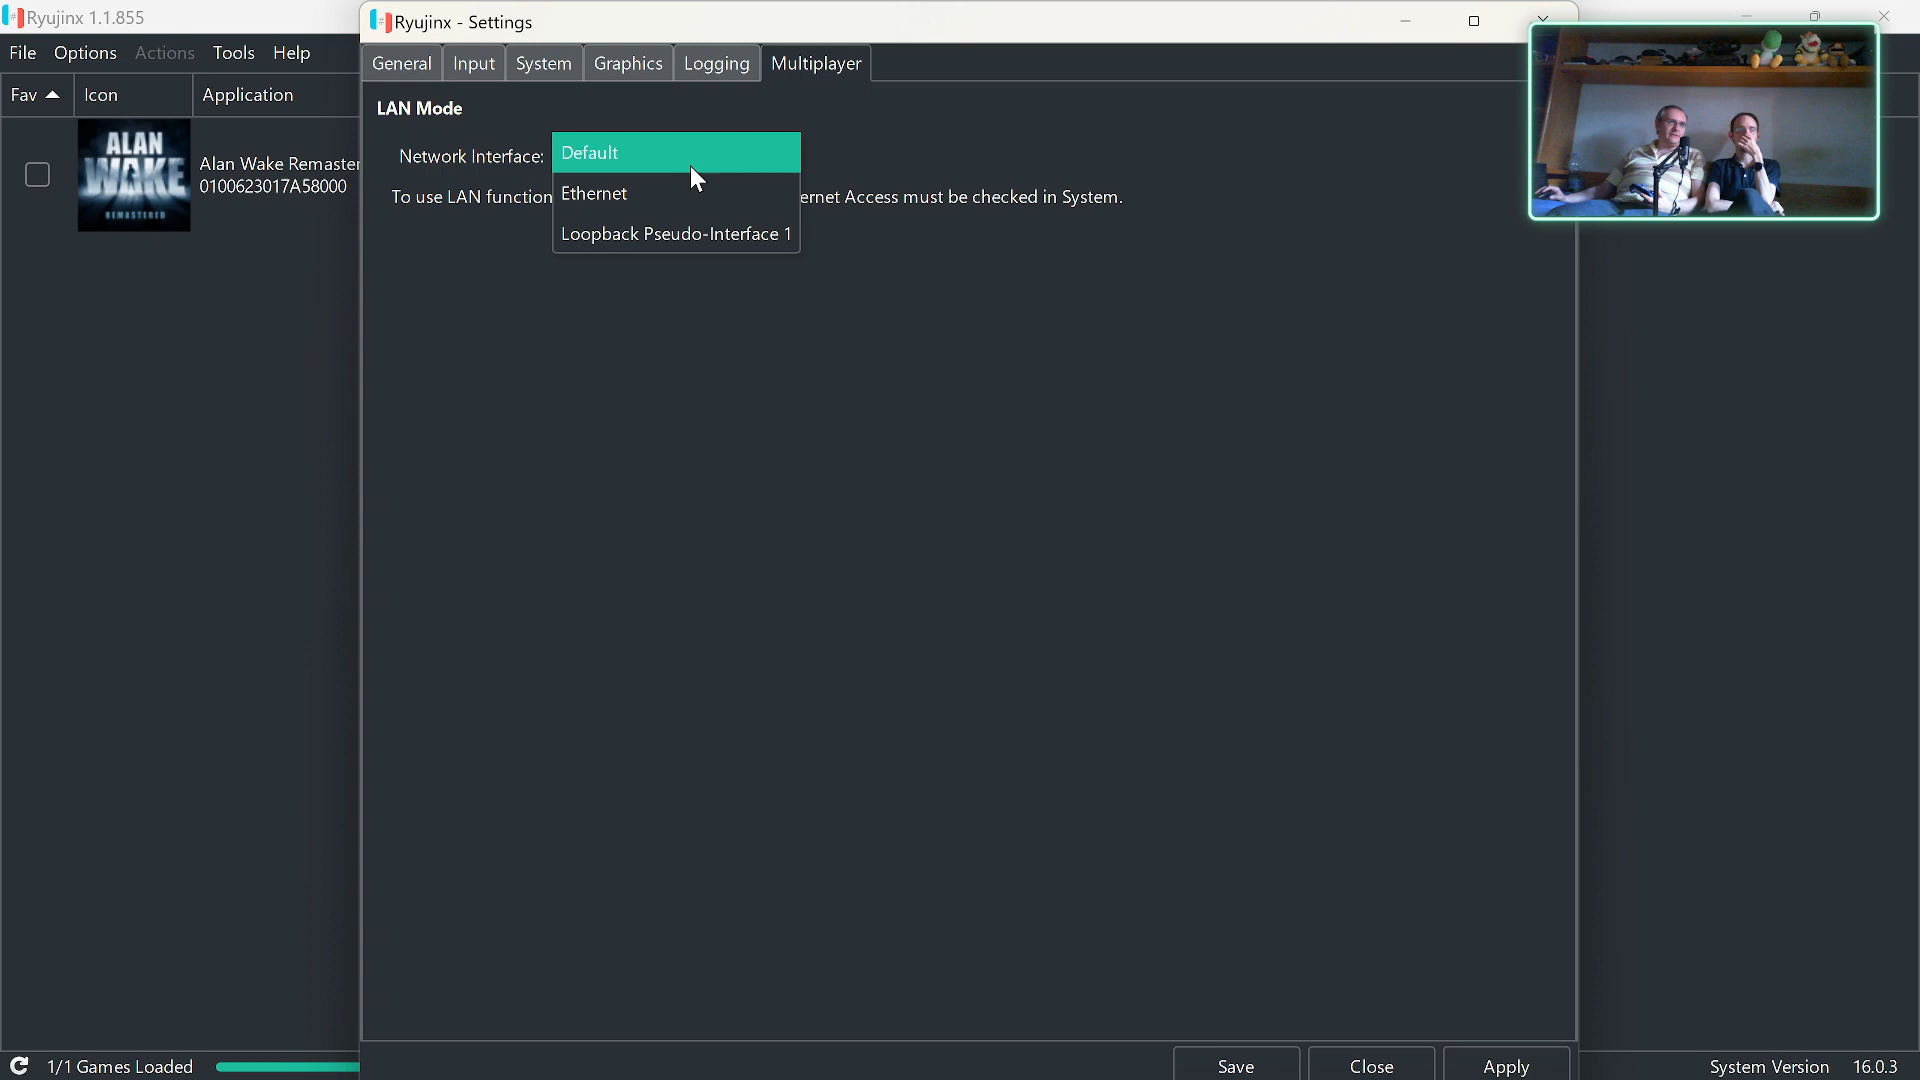 Ryujinx 1.1.855
Ryujinx - Settings
File Options Actions Tools Help
General Input System Graphics Logging Multiplayer
Fav Icon Application
LAN Mode
ALAN
WAKE
REMASTERED
Alan Wake Remaster
0100623017A58000
Network Interface:
Default
Ethernet
Loopback Pseudo-Interface 1
To use LAN function
ernet Access must be checked in System.
1/1 Games Loaded
Save Close Apply
System Version 16.0.3